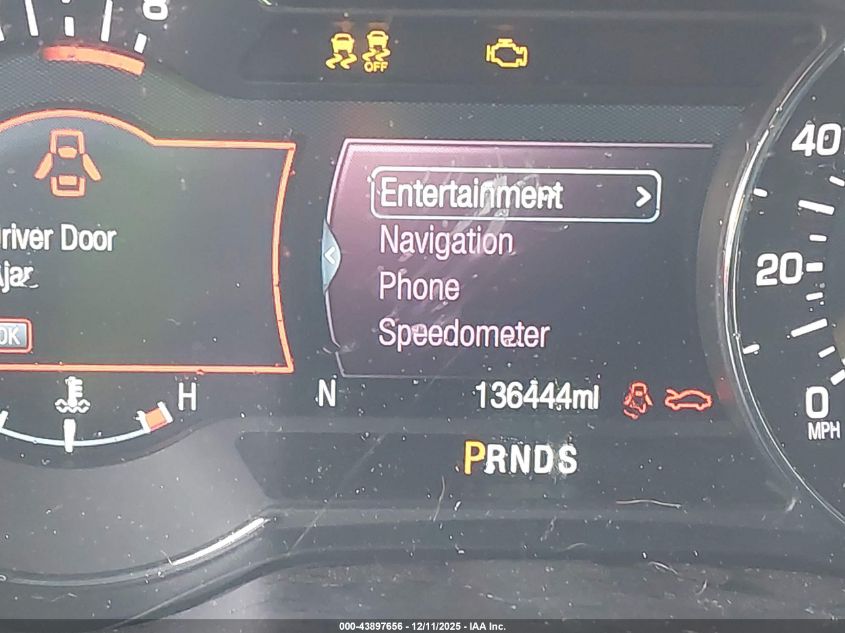 8
OFF
40
Entertainment >
river Door
Navigation
jar
20
Phone
OK
Speedometer
H
N
136444mi
0
MPH
PRNDS
000-43897656 - 12/11/2025 - IAA Inc.